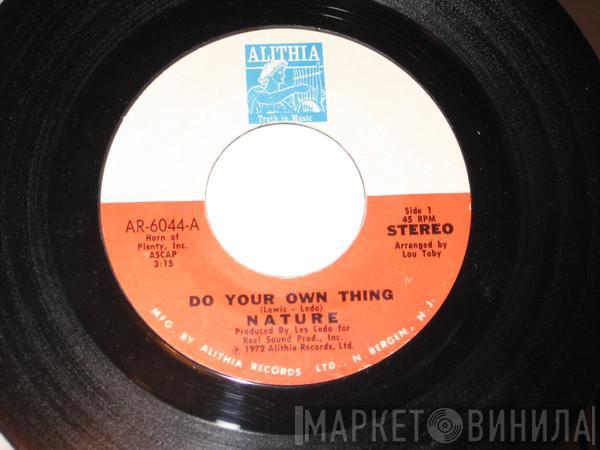 ALITHIA
Truth in Music
AR-6044-A
Horn of
Plenty, Inc.
ASCAP
3:15
Side 1
45 RPM
STEREO
Arranged by
Lou Toby
DO YOUR OWN THING
(Lewis - Ledo)
NATURE
Produced By Les Ledo for
Reel Sound Prod., Inc.
℗ 1972 Alithia Records, Ltd.
MFG. BY ALITHIA RECORDS LTD., N. BERGEN, N.J.
МАРКЕТ ВИНИЛА